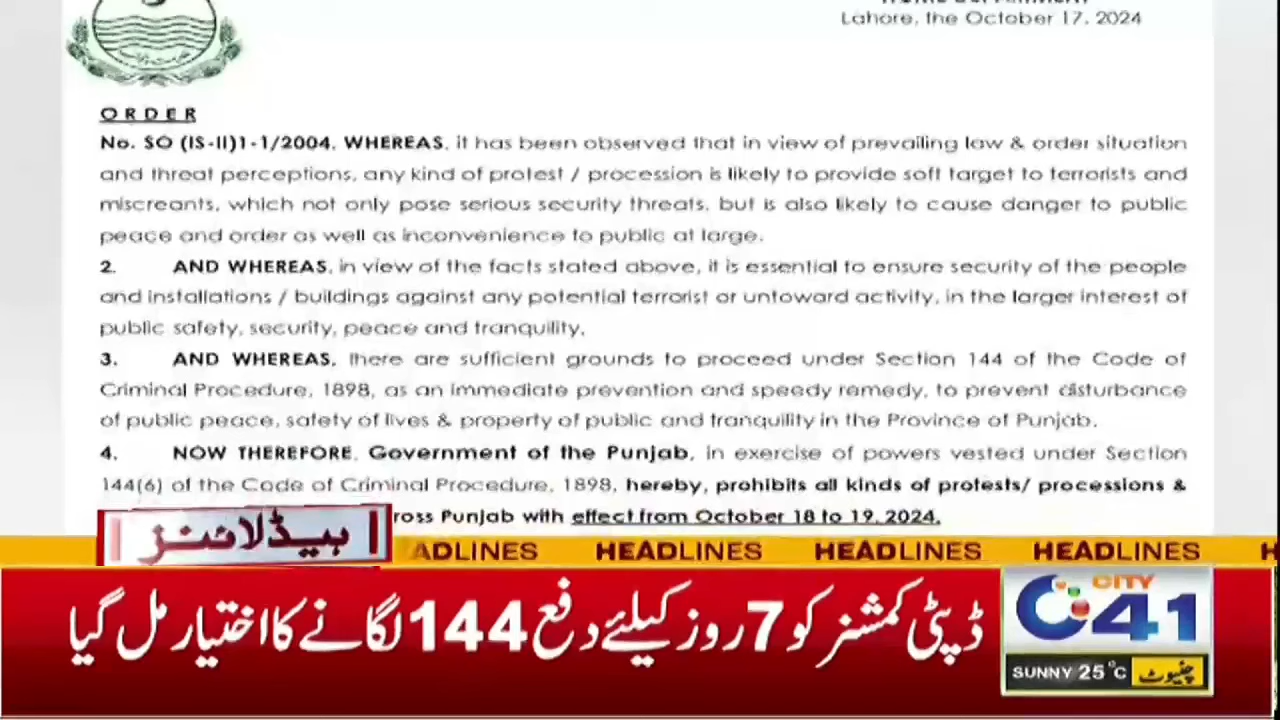 Lahore, the October 17, 2024
ORDER
No. SO (IS-II)1-1/2004. WHEREAS, it has been observed that in view of prevailing law & order situation
and threat perceptions, any kind of protest / procession is likely to provide soft target to terrorists and
miscreants, which not only pose serious security threats, but is also likely to cause danger to public
peace and order as well as inconvenience to public at large.
2. AND WHEREAS, in view of the facts stated above, it is essential to ensure security of the people
and installations / buildings against any potential terrorist or untoward activity, in the larger interest of
public safety, security, peace and tranquility.
3. AND WHEREAS, there are sufficient grounds to proceed under Section 144 of the Code of
Criminal Procedure, 1898, as an immediate prevention and speedy remedy, to prevent disturbance
of public peace, safety of lives & property of public and tranquility in the Province of Punjab.
4. NOW THEREFORE, Government of the Punjab, in exercise of powers vested under Section
144(6) of the Code of Criminal Procedure, 1898, hereby, prohibits all kinds of protests/ processions &
ross Punjab with effect from October 18 to 19, 2024.
ہیڈلائنز
ADLINES HEADLINES HEADLINES HEADLINES H
ڈپٹی کمشنر کو 7 روز کیلئے دفع 144 لگانے کا اختیار مل گیا
CITY
41
SUNNY 25°C چنیوٹ